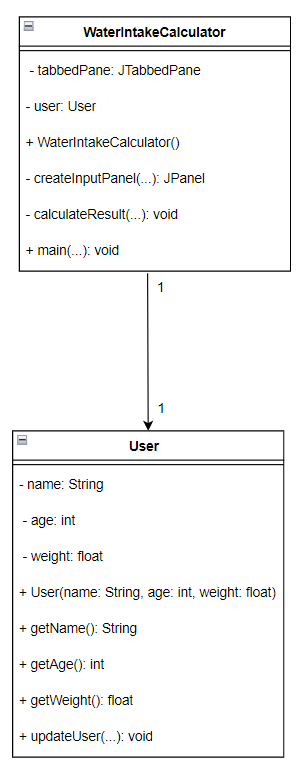 WaterIntakeCalculator
- tabbedPane: JTabbedPane
- user: User
+ WaterIntakeCalculator()
- createInputPanel(...): JPanel
- calculateResult(...): void
+ main(...): void
1
1
User
- name: String
- age: int
- weight: float
+ User(name: String, age: int, weight: float)
+ getName(): String
+ getAge(): int
+ getWeight(): float
+ updateUser(...): void